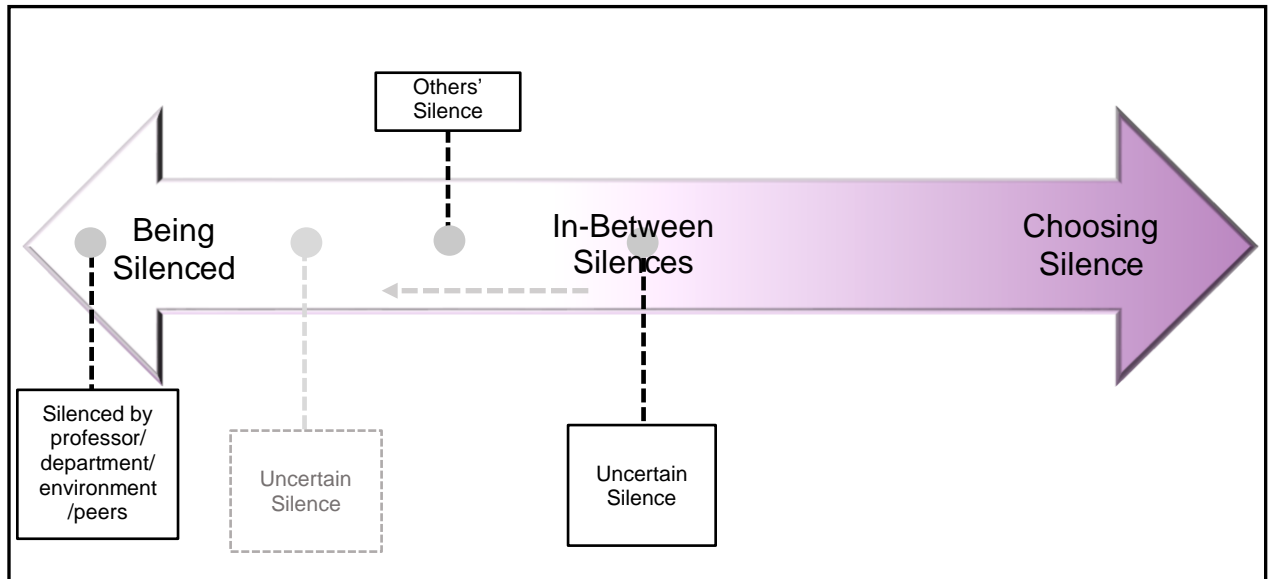 Others’
Silence
Being
Silenced
In-Between
Silences
Choosing
Silence
Silenced by
professor/
department/
environment
/peers
Uncertain
Silence
Uncertain
Silence